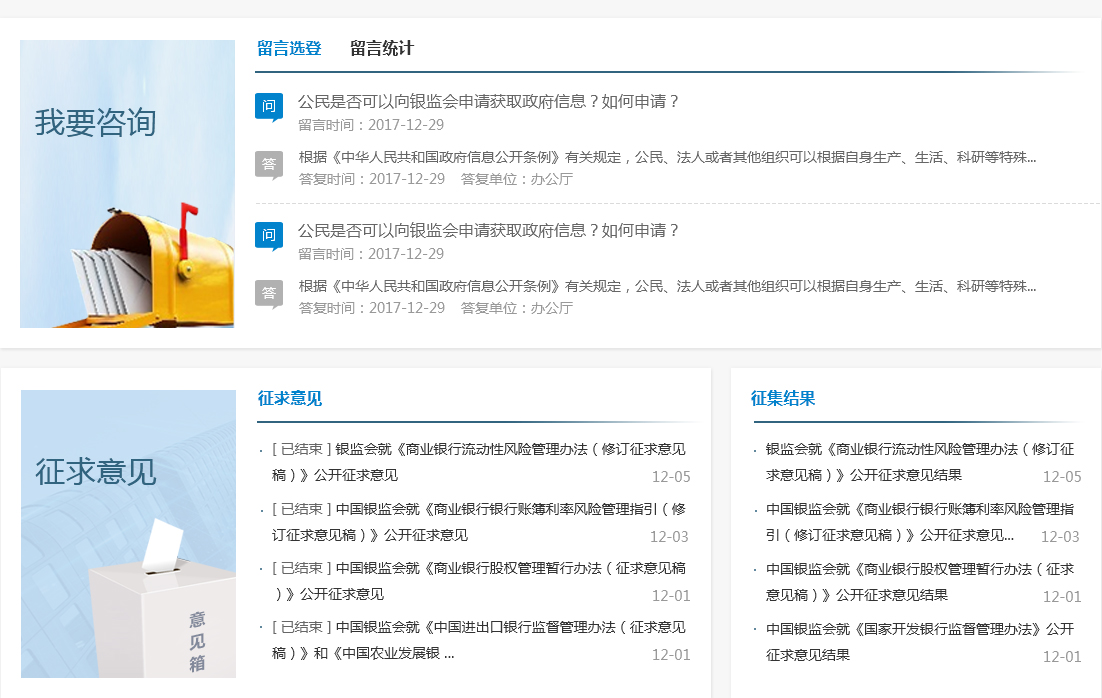 我要咨询
留言选登 留言统计
问 公民是否可以向银监会申请获取政府信息？如何申请？
留言时间：2017-12-29
答 根据《中华人民共和国政府信息公开条例》有关规定，公民、法人或者其他组织可以根据自身生产、生活、科研等特殊...
答复时间：2017-12-29 答复单位：办公厅
问 公民是否可以向银监会申请获取政府信息？如何申请？
留言时间：2017-12-29
答 根据《中华人民共和国政府信息公开条例》有关规定，公民、法人或者其他组织可以根据自身生产、生活、科研等特殊...
答复时间：2017-12-29 答复单位：办公厅
征求意见
意见箱
征求意见
· [ 已结束 ] 银监会就《商业银行流动性风险管理办法（修订征求意见
稿）》公开征求意见 12-05
· [ 已结束 ] 中国银监会就《商业银行银行账簿利率风险管理指引（修
订征求意见稿）》公开征求意见 12-03
· [ 已结束 ] 中国银监会就《商业银行股权管理暂行办法（征求意见稿
）》公开征求意见 12-01
· [ 已结束 ] 中国银监会就《中国进出口银行监督管理办法（征求意见
稿）》和《中国农业发展银 ... 12-01
征集结果
· 银监会就《商业银行流动性风险管理办法（修订征
求意见稿）》公开征求意见结果 12-05
· 中国银监会就《商业银行银行账簿利率风险管理指
引（修订征求意见稿）》公开征求意见... 12-03
· 中国银监会就《商业银行股权管理暂行办法（征求
意见稿）》公开征求意见结果 12-01
· 中国银监会就《国家开发银行监督管理办法》公开
征求意见结果 12-01